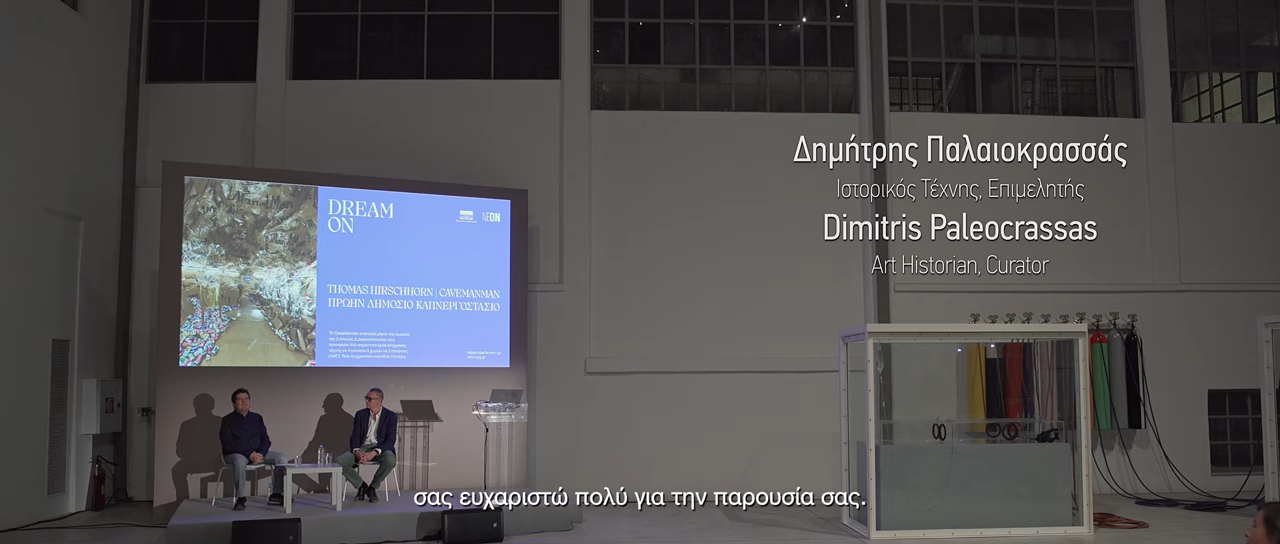 DREAM
ON
NEON
THOMAS HIRSCHHORN | CAVEMANMAN
ΠΡΩΗΝ ΔΗΜΟΣΙΟ ΚΑΠΝΕΡΓΟΣΤΑΣΙΟ
Δημήτρης Παλαιοκρασσάς
Ιστορικός Τέχνης, Επιμελητής
Dimitris Paleocrassas
Art Historian, Curator
σας ευχαριστώ πολύ για την παρουσία σας.